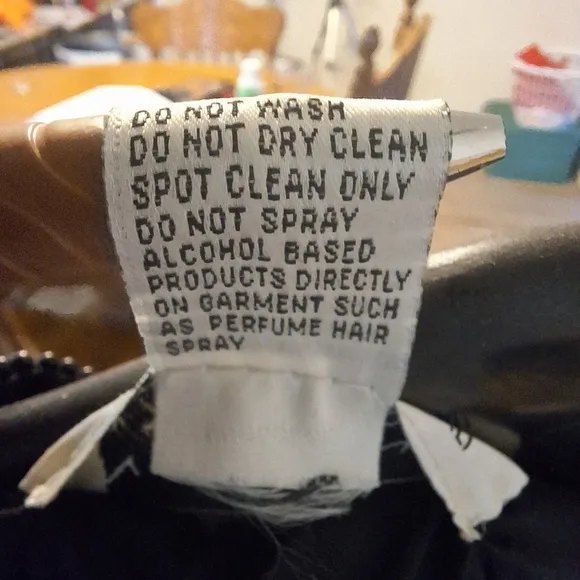 DO NOT WASH
DO NOT DRY CLEAN
SPOT CLEAN ONLY
DO NOT SPRAY
ALCOHOL BASED
PRODUCTS DIRECTLY
ON GARMENT SUCH
AS PERFUME HAIR
SPRAY